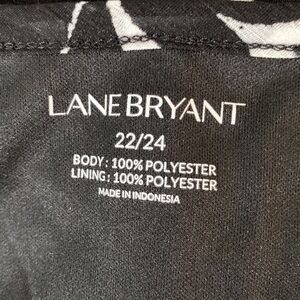 LANE BRYANT
22/24
BODY: 100% POLYESTER
LINING: 100% POLYESTER
MADE IN INDONESIA